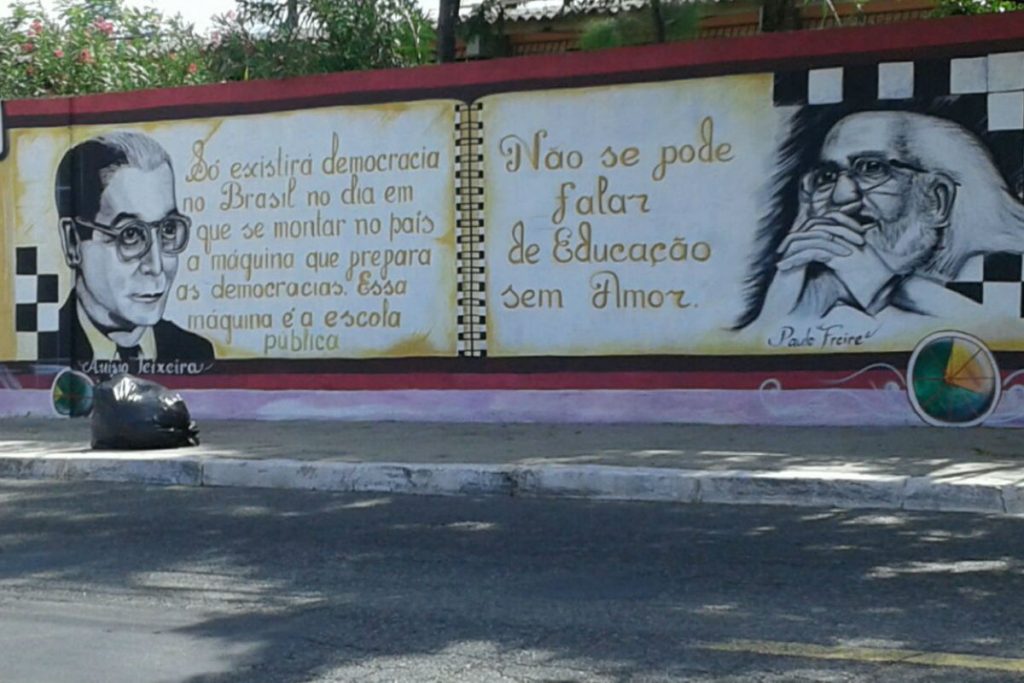 Só existirá democracia
no Brasil no dia em
que se montar no país
a máquina que prepara
as democracias. Essa
máquina é a escola
pública
Anísio Teixeira
Não se pode
falar
de Educação
sem Amor.
Paulo Freire